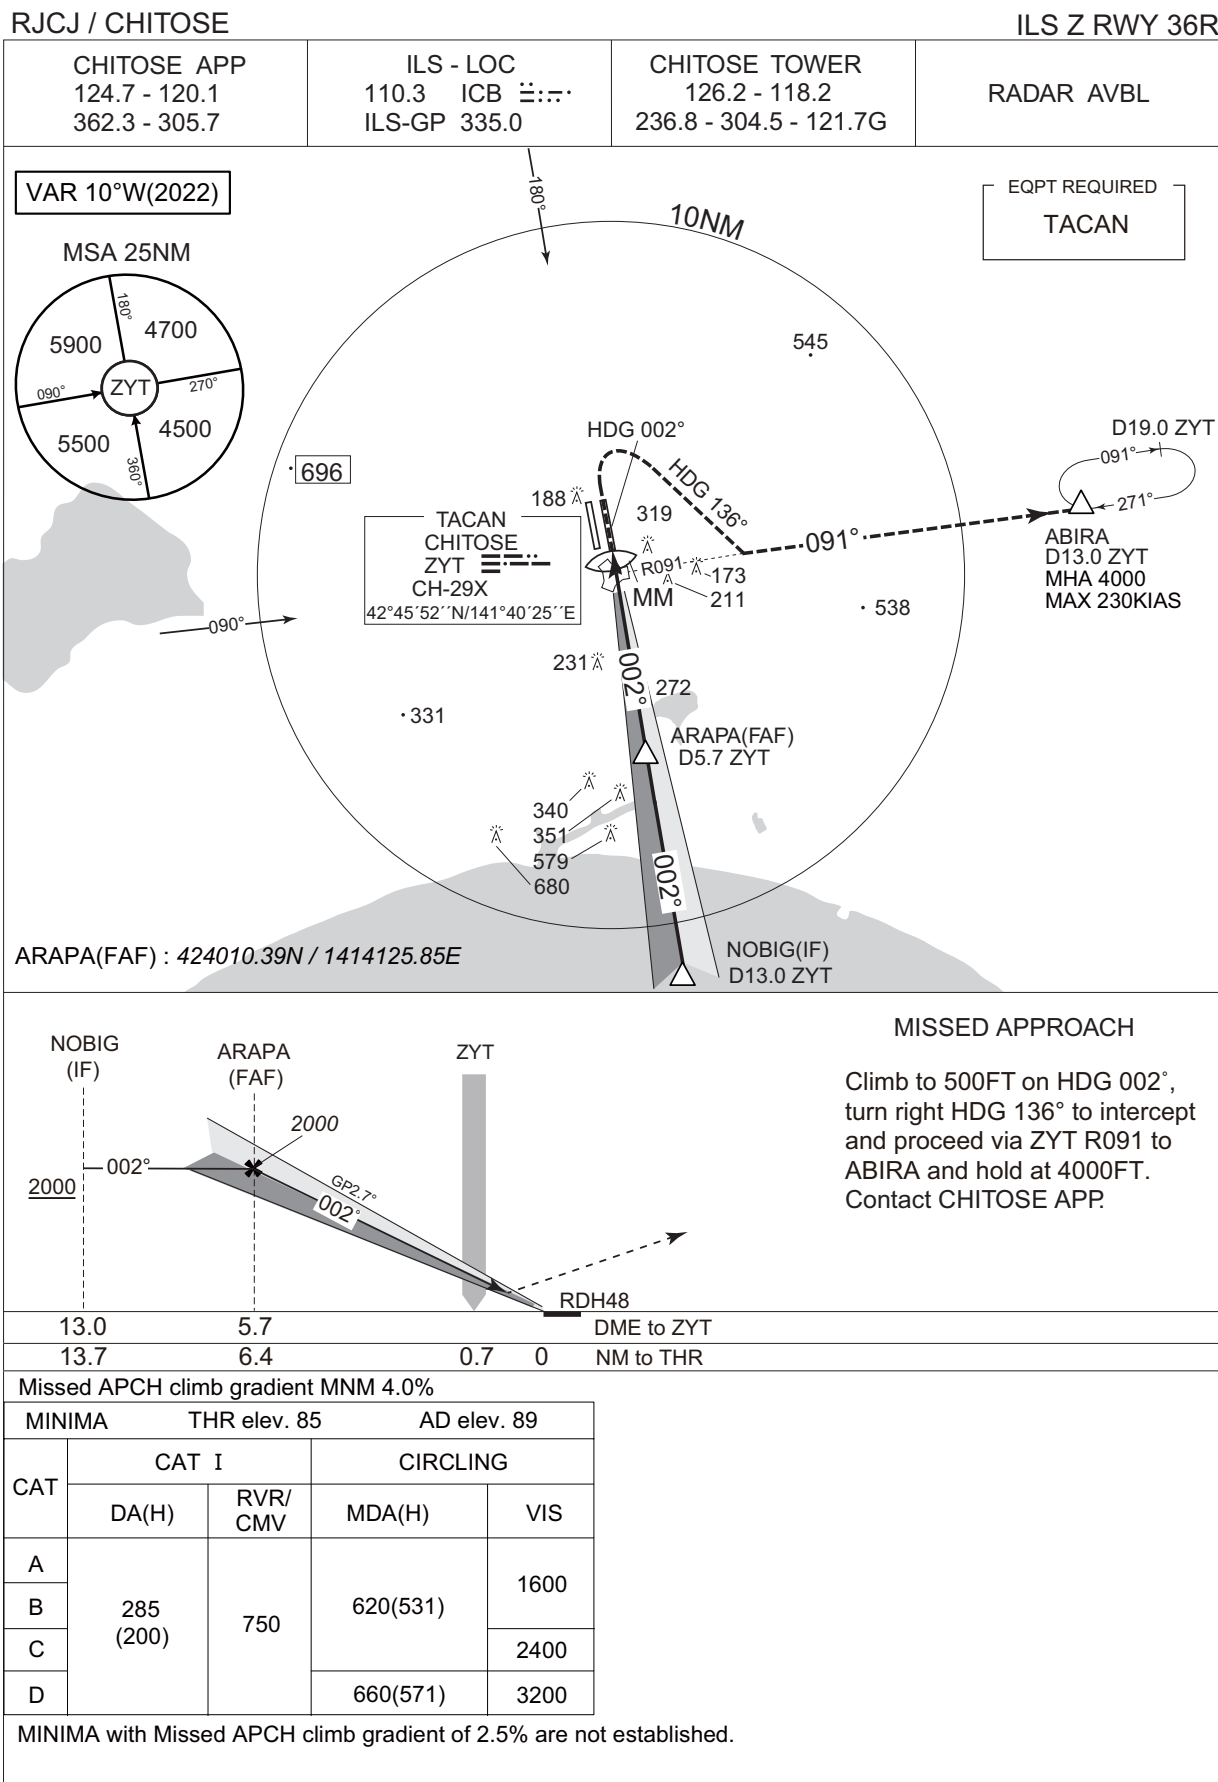 RJCJ / CHITOSE
ILS Z RWY 36R
CHITOSE APP
124.7 - 120.1
362.3 - 305.7
ILS - LOC
110.3 ICB
ILS-GP 335.0
CHITOSE TOWER
126.2 - 118.2
236.8 - 304.5 - 121.7G
RADAR AVBL
VAR 10°W(2022)
EQPT REQUIRED
TACAN
MSA 25NM
180°
5900
4700
090°
ZYT
270°
5500
4500
360°
180°
10NM
545
HDG 002°
HDG 136°
696
188
319
TACAN
CHITOSE
ZYT
CH-29X
42°45´52´´N/141°40´25´´E
R091
173
211
MM
091°
D19.0 ZYT
091°
271°
ABIRA
D13.0 ZYT
MHA 4000
MAX 230KIAS
538
090°
231
002°
272
331
ARAPA(FAF)
D5.7 ZYT
340
351
579
680
002°
NOBIG(IF)
D13.0 ZYT
ARAPA(FAF) : 424010.39N / 1414125.85E
NOBIG
(IF)
ARAPA
(FAF)
ZYT
2000
002°
2000
GP2.7°
002°
RDH48
MISSED APPROACH
Climb to 500FT on HDG 002°,
turn right HDG 136° to intercept
and proceed via ZYT R091 to
ABIRA and hold at 4000FT.
Contact CHITOSE APP.
13.0 5.7 DME to ZYT
13.7 6.4 0.7 0 NM to THR
Missed APCH climb gradient MNM 4.0%
MINIMA THR elev. 85 AD elev. 89
CAT
CAT I
CIRCLING
DA(H)
RVR/
CMV
MDA(H)
VIS
A
B
C
D
285
(200)
750
620(531)
1600
2400
660(571)
3200
MINIMA with Missed APCH climb gradient of 2.5% are not established.